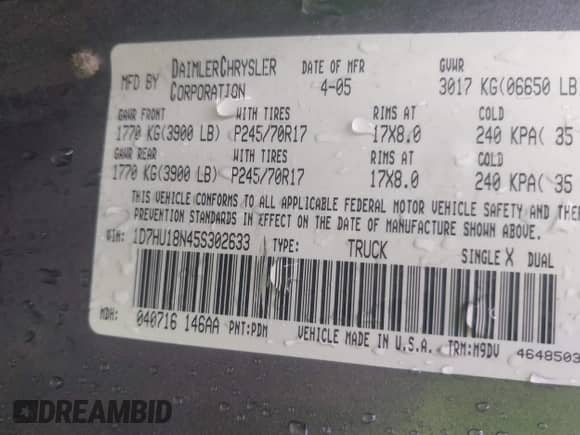 MFD BY DAIMLERCHRYSLER CORPORATION DATE OF MFR 4-05 GVWR 3017 KG(06650 LB
GAWR FRONT WITH TIRES RIMS AT COLD
1770 KG(3900 LB) P245/70R17 17X8.0 240 KPA( 35
GAWR REAR WITH TIRES RIMS AT COLD
1770 KG(3900 LB) P245/70R17 17X8.0 240 KPA( 35
THIS VEHICLE CONFORMS TO ALL APPLICABLE FEDERAL MOTOR VEHICLE SAFETY AND THE
PREVENTION STANDARDS IN EFFECT ON THE DATE OF MANUFACTURE SHOWN ABOVE.
VIN: 1D7HU18N45S302633 TYPE: TRUCK SINGLE X DUAL
MDH: 040716 146AA PNT:PDM VEHICLE MADE IN U.S.A. TRM:M9DV 4648503
DREAMBID